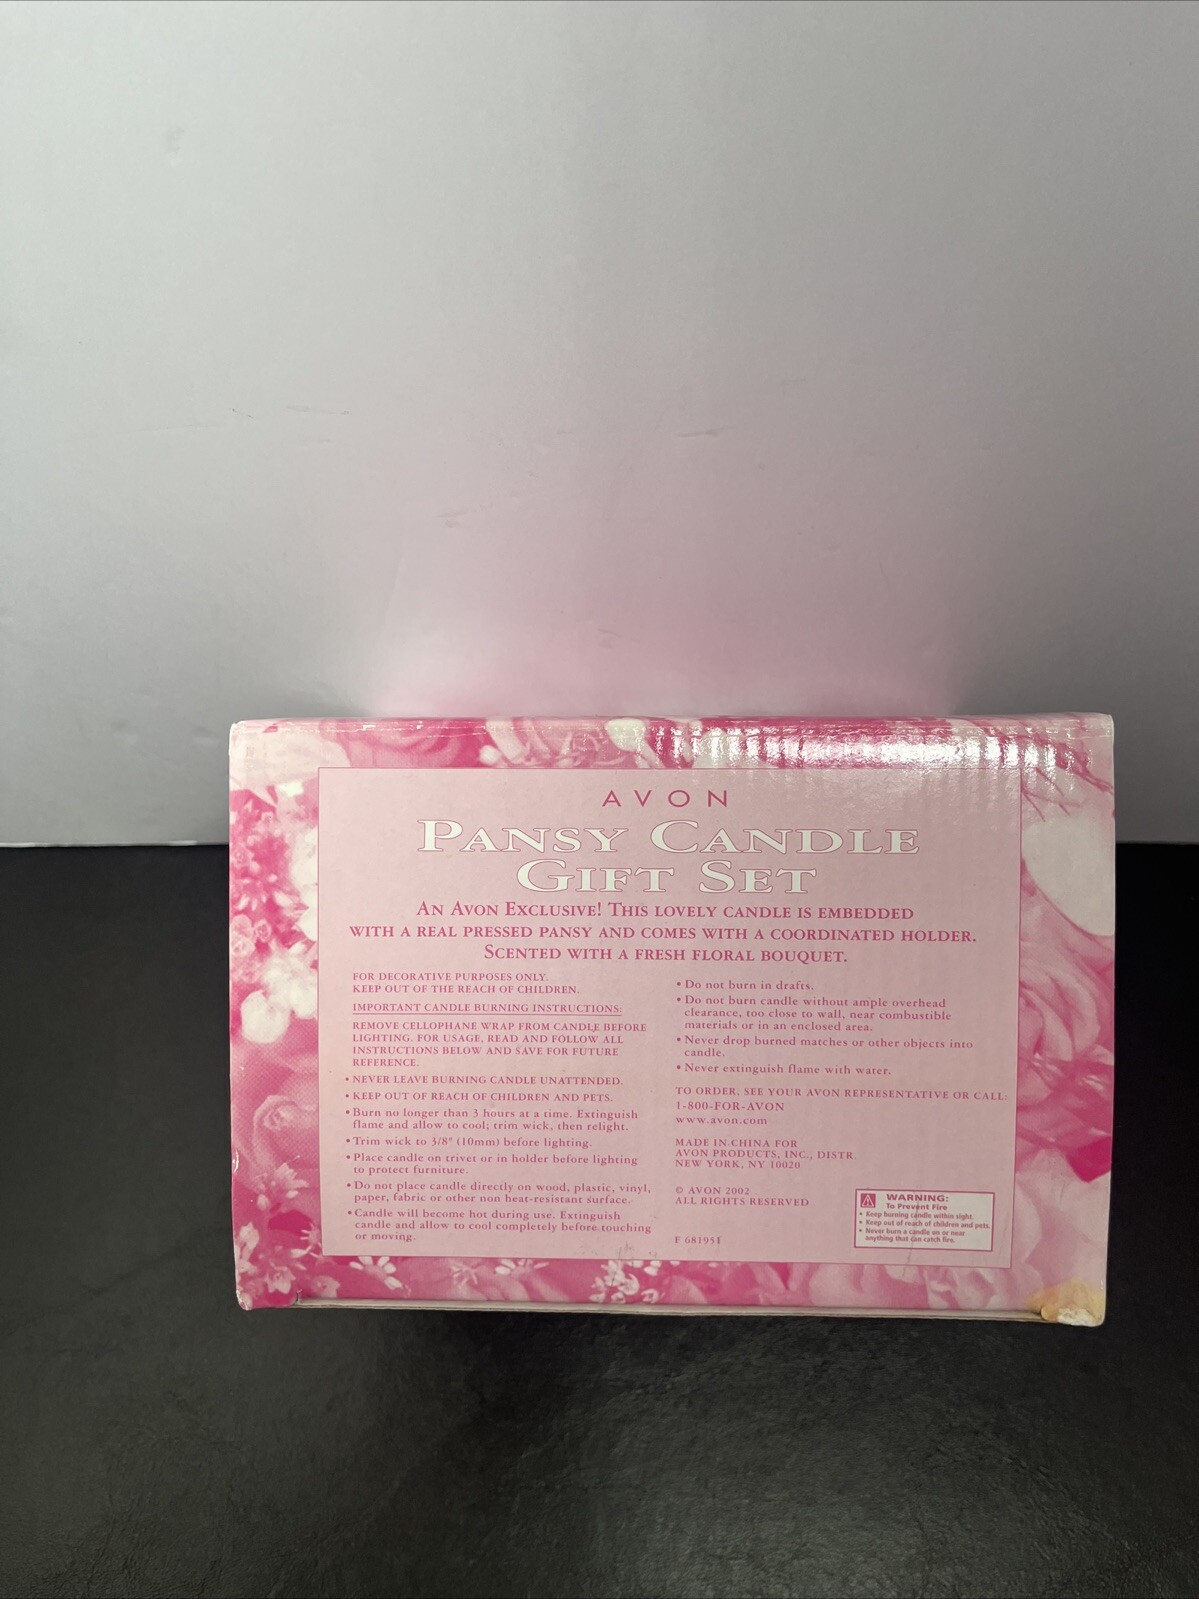 AVON
PANSY CANDLE
GIFT SET
AN AVON EXCLUSIVE! THIS LOVELY CANDLE IS EMBEDDED
WITH A REAL PRESSED PANSY AND COMES WITH A COORDINATED HOLDER.
SCENTED WITH A FRESH FLORAL BOUQUET.
FOR DECORATIVE PURPOSES ONLY.
KEEP OUT OF THE REACH OF CHILDREN.
IMPORTANT CANDLE BURNING INSTRUCTIONS:
REMOVE CELLOPHANE WRAP FROM CANDLE BEFORE
LIGHTING. FOR USAGE, READ AND FOLLOW ALL
INSTRUCTIONS BELOW AND SAVE FOR FUTURE
REFERENCE.
• NEVER LEAVE BURNING CANDLE UNATTENDED.
• KEEP OUT OF REACH OF CHILDREN AND PETS.
• Burn no longer than 3 hours at a time. Extinguish
flame and allow to cool; trim wick, then relight.
• Trim wick to 3/8" (10mm) before lighting.
• Place candle on trivet or in holder before lighting
to protect furniture.
• Do not place candle directly on wood, plastic, vinyl,
paper, fabric or other non heat-resistant surface.
• Candle will become hot during use. Extinguish
candle and allow to cool completely before touching
or moving.
• Do not burn in drafts.
• Do not burn candle without ample overhead
clearance, too close to wall, near combustible
materials or in an enclosed area.
• Never drop burned matches or other objects into
candle.
• Never extinguish flame with water.
TO ORDER, SEE YOUR AVON REPRESENTATIVE OR CALL:
1-800-FOR-AVON
www.avon.com
MADE IN CHINA FOR
AVON PRODUCTS, INC., DISTR.
NEW YORK, NY 10020
© AVON 2002
ALL RIGHTS RESERVED
F 681951
WARNING:
To Prevent Fire
• Keep burning candle within sight.
• Keep out of reach of children and pets.
• Never burn a candle on or near
anything that can catch fire.